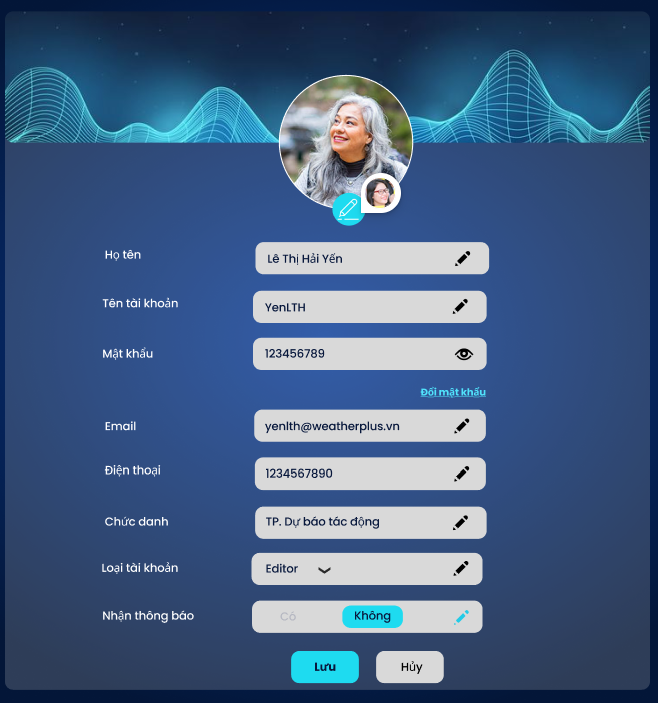 Họ tên
Lê Thị Hải Yến
Tên tài khoản
YenLTH
Mật khẩu
123456789
Đổi mật khẩu
Email
yenlth@weatherplus.vn
Điện thoại
1234567890
Chức danh
TP. Dự báo tác động
Loại tài khoản
Editor
Nhận thông báo
Có
Không
Lưu
Hủy